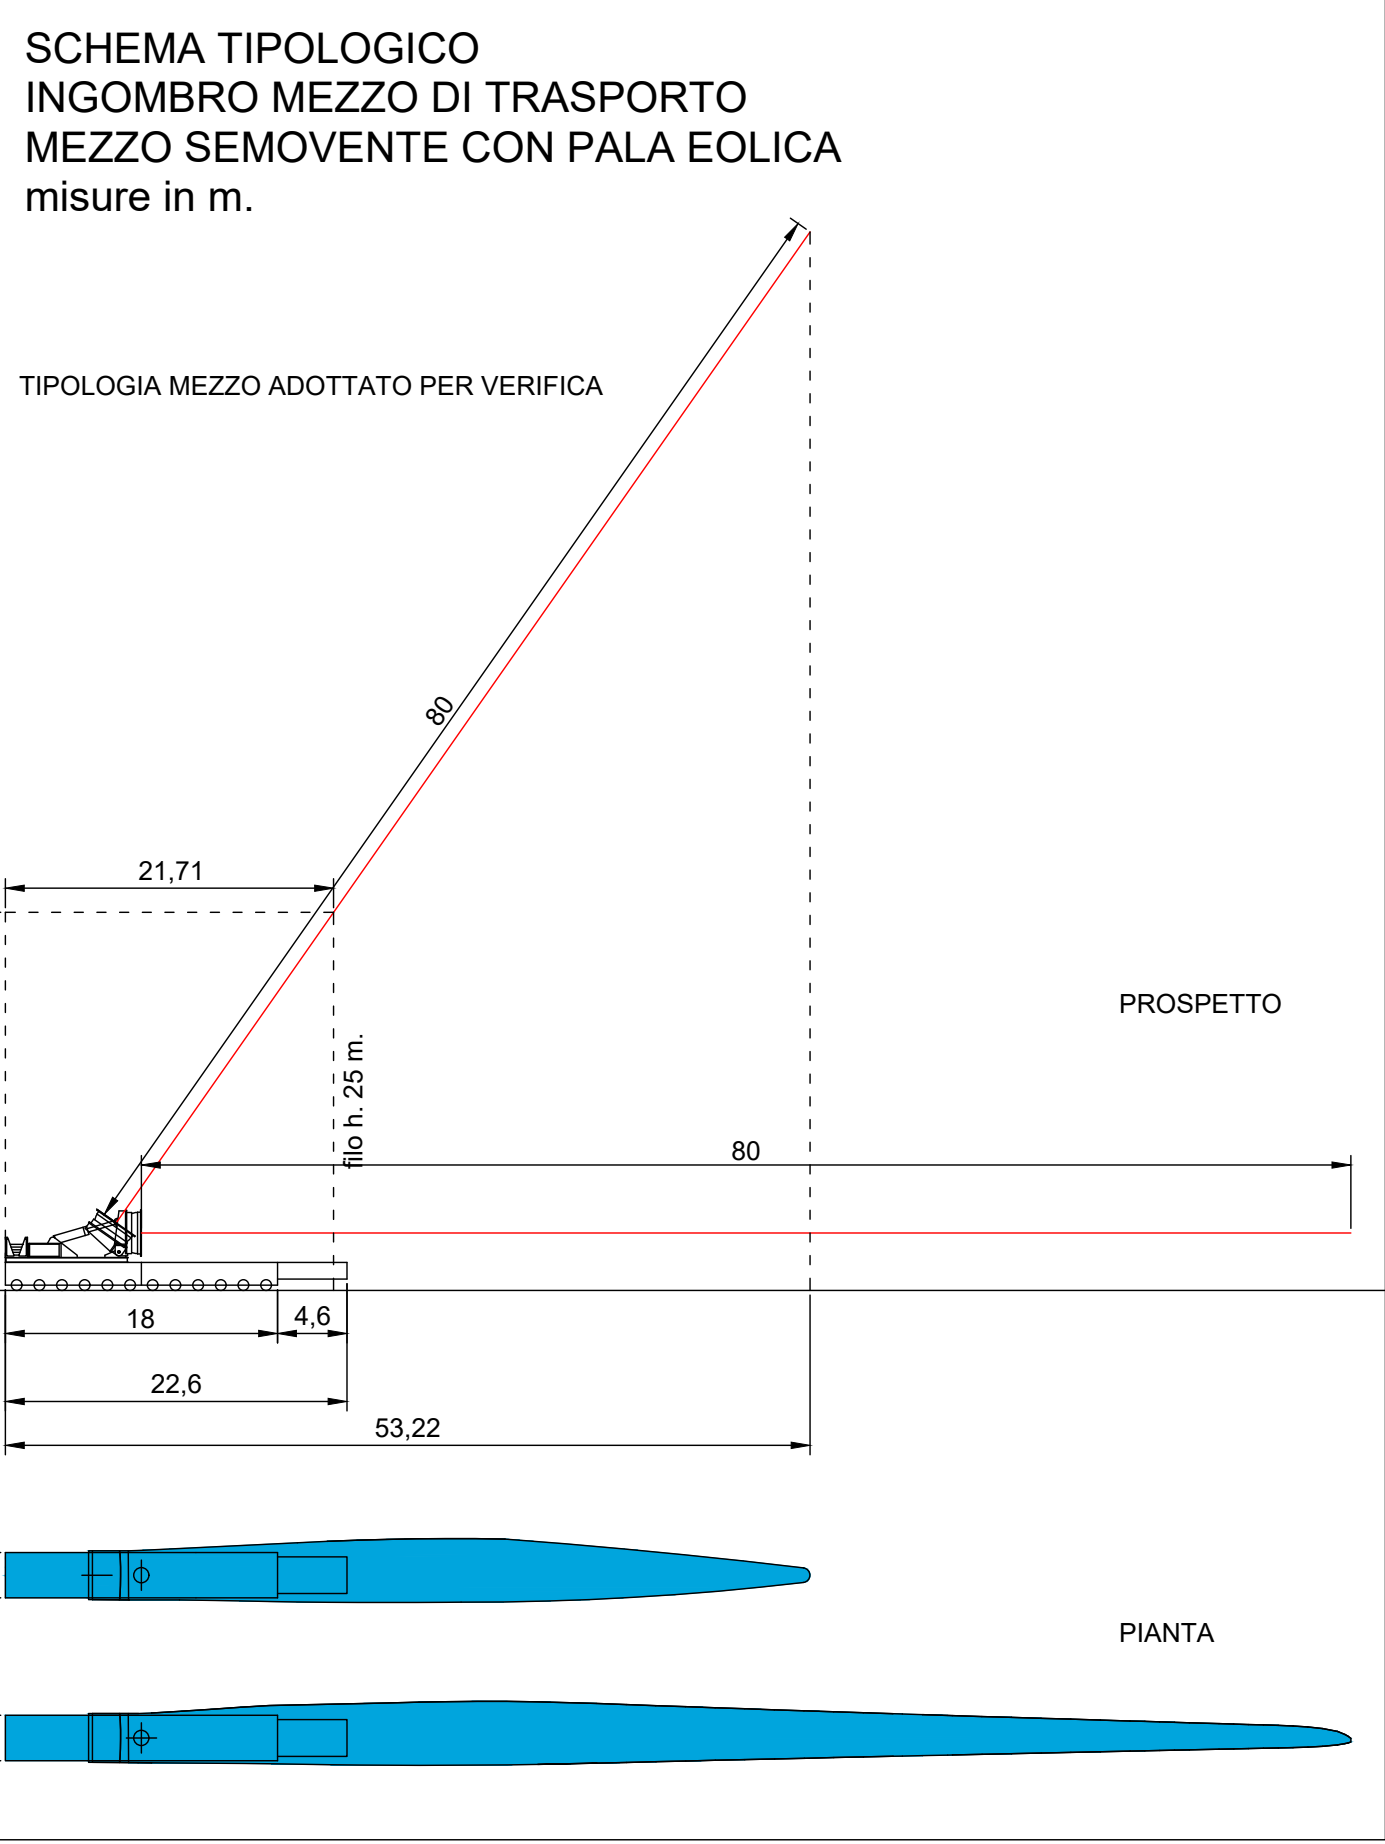 SCHEMA TIPOLOGICO
INGOMBRO MEZZO DI TRASPORTO
MEZZO SEMOVENTE CON PALA EOLICA
misure in m.
TIPOLOGIA MEZZO ADOTTATO PER VERIFICA
80
21,71
PROSPETTO
filo h. 25 m.
80
18
4,6
22,6
53,22
PIANTA